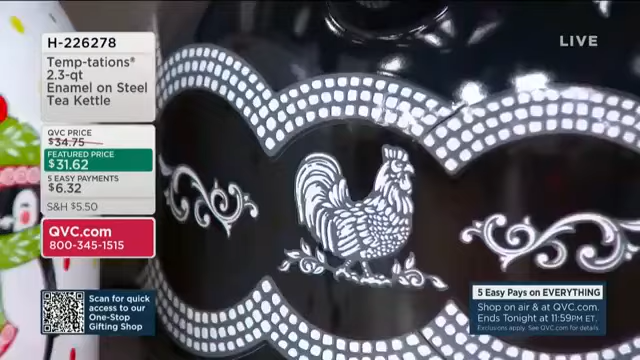 H-226278
Temp-tations®
2.3-qt
Enamel on Steel
Tea Kettle
QVC PRICE
$34.75
FEATURED PRICE
$31.62
5 EASY PAYMENTS
$6.32
S&H $5.50
QVC.com
800-345-1515
Scan for quick
access to our
One-Stop
Gifting Shop
LIVE
5 Easy Pays on EVERYTHING
Shop on air & at QVC.com.
Ends Tonight at 11:59PM ET.
Exclusions apply. See QVC.com for details